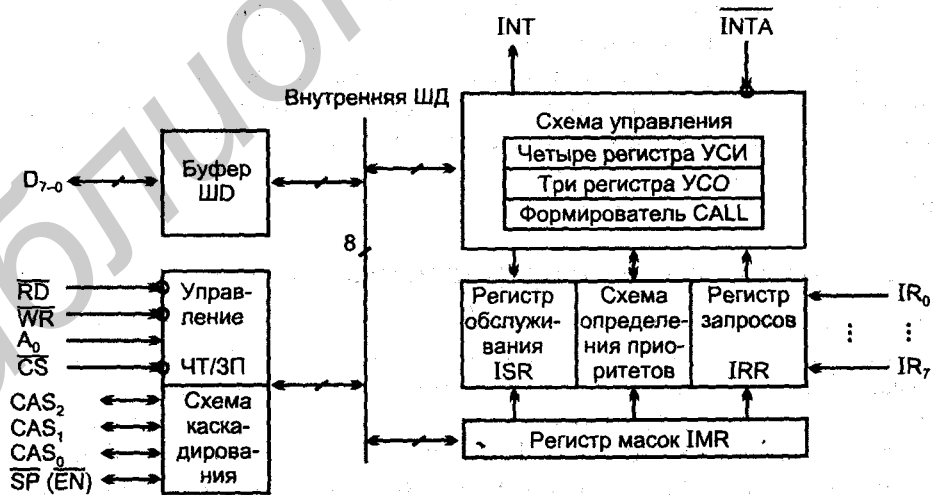 INT
INTA
Внутренняя ШД
Схема управления
Четыре регистра УСИ
Три регистра УСО
Формирователь CALL
D7–0
Буфер
ШD
8
RD
WR
A0
CS
Управ-
ление
ЧТ/ЗП
CAS2
CAS1
CAS0
SP (EN)
Схема
каска-
дирова-
ния
Регистр
обслужи-
вания
ISR
Схема
определе-
ния прио-
ритетов
Регистр
запросов
IRR
IR0
IR7
Регистр масок IMR